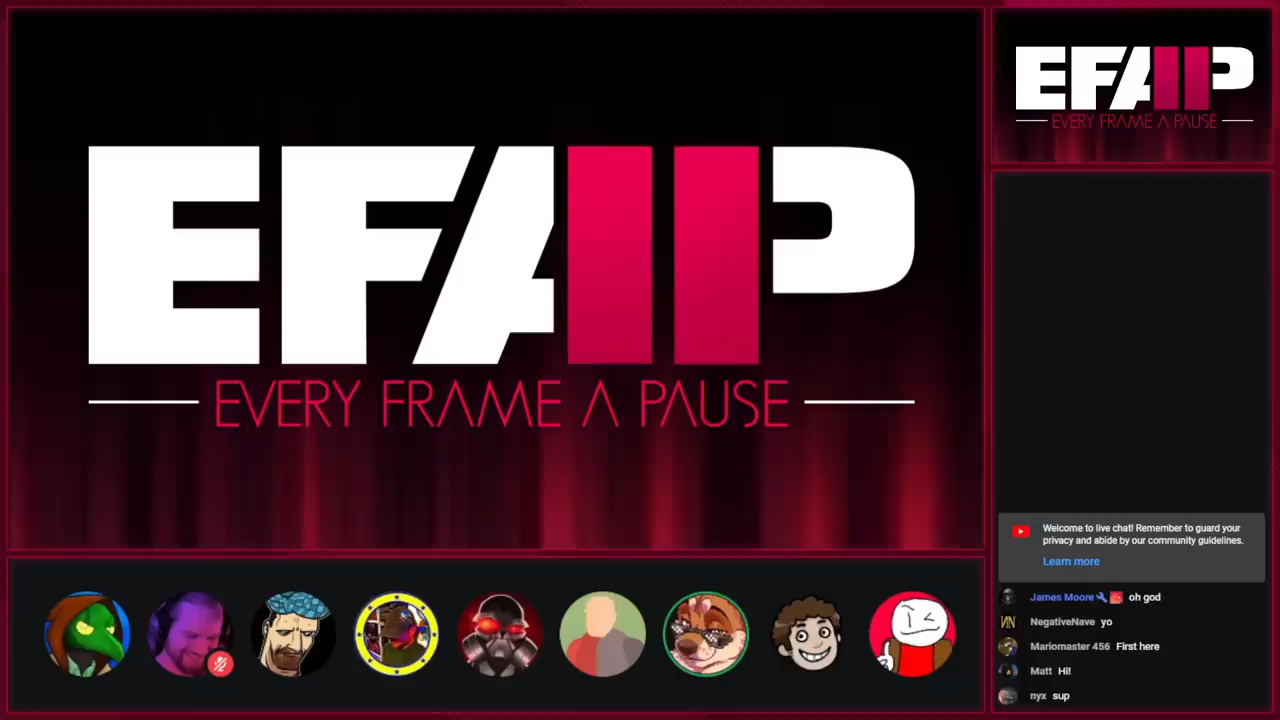 EFAP
EVERY FRAME A PAUSE
EFAP
EVERY FRAME A PAUSE
Welcome to live chat! Remember to guard your
privacy and abide by our community guidelines.
Learn more
James Moore oh god
NegativeNave yo
Mariomaster 456 First here
Matt Hi!
nyx sup